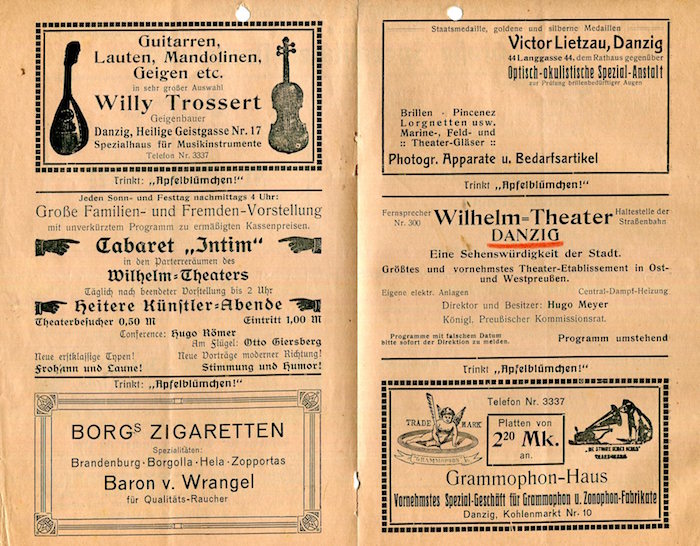 Guitarren,
Lauten, Mandolinen,
Geigen etc.
in sehr großer Auswahl
Willy Trossert
Geigenbauer
Danzig, Heilige Geistgasse Nr. 17
Spezialhaus für Musikinstrumente
Telefon Nr. 3337
Trinkt: „Apfelblümchen!“
Jeden Sonn- und Festtag nachmittags 4 Uhr:
Große Familien- und Fremden-Vorstellung
mit unverkürztem Programm zu ermäßigten Kassenpreisen.
Cabaret „Intim“
in den Parterreräumen des
Wilhelm-Theaters
Täglich nach beendeter Vorstellung bis 2 Uhr
Heitere Künstler-Abende
Theaterbesucher 0,50 M Eintritt 1,00 M
Conference: Hugo Römer
Am Flügel: Otto Giersberg
Neue erstklassige Typen! Neue Vorträge moderner Richtung!
Frohsinn und Laune! Stimmung und Humor!
Trinkt: „Apfelblümchen!“
BORGS ZIGARETTEN
Spezialitäten:
Brandenburg · Borgolla · Hela · Zopportas
Baron v. Wrangel
für Qualitäts-Raucher
Staatsmedaille, goldene und silberne Medaillen
Victor Lietzau, Danzig
44 Langgasse 44, dem Rathaus gegenüber
Optisch-okulistische Spezial-Anstalt
zur Prüfung brillenbedürftiger Augen
Brillen · Pincenez
Lorgnetten usw.
Marine-, Feld- und
:: Theater-Gläser ::
Photogr. Apparate u. Bedarfsartikel
Trinkt „Apfelblümchen!“
Fernsprecher Nr. 300
Wilhelm-Theater
Haltestelle der Straßenbahn
DANZIG
Eine Sehenswürdigkeit der Stadt.
Größtes und vornehmstes Theater-Etablissement in Ost-
und Westpreußen.
Eigene elektr. Anlagen Central-Dampf-Heizung
Direktor und Besitzer: Hugo Meyer
Königl. Preußischer Kommissionsrat.
Programme mit falschem Datum
bitte sofort der Direktion zu melden.
Programm umstehend
Trinkt: „Apfelblümchen!“
Telefon Nr. 3337
TRADE MARK
"GRAMMOPHON"
Platten von
2²⁰ Mk.
an.
"DIE STIMME SEINES HERRN"
Grammophon-Haus
Vornehmstes Spezial-Geschäft für Grammophon u. Zonophon-Fabrikate
Danzig, Kohlenmarkt Nr. 10